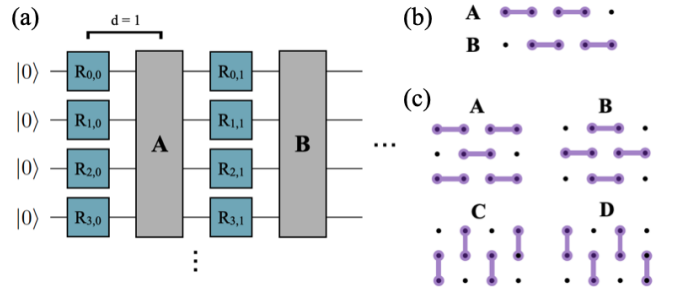 (a)
d = 1
|0⟩ R0,0 R0,1
|0⟩ R1,0 R1,1
A B ...
|0⟩ R2,0 R2,1
|0⟩ R3,0 R3,1
⋮
(b)
A
B
(c)
A B
C D